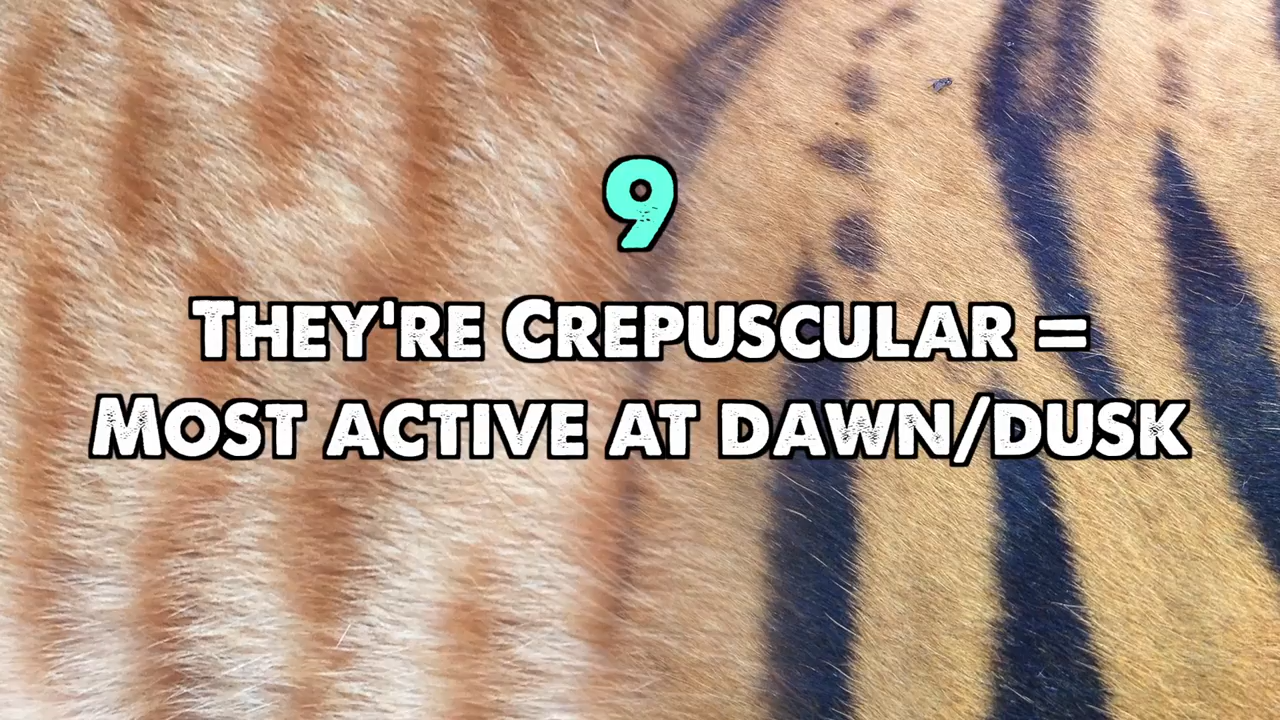 9
They're Crepuscular =
Most active at dawn/dusk